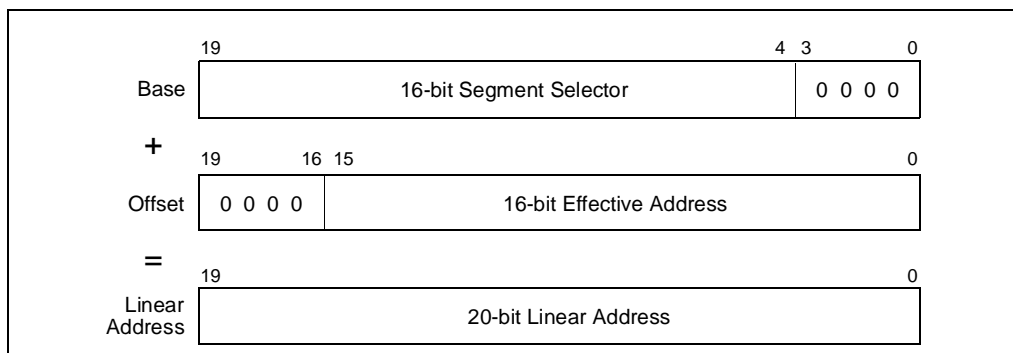 19 4 3 0
Base 16-bit Segment Selector 0 0 0 0
+
19 16 15 0
Offset 0 0 0 0 16-bit Effective Address
=
19 0
Linear
Address
20-bit Linear Address